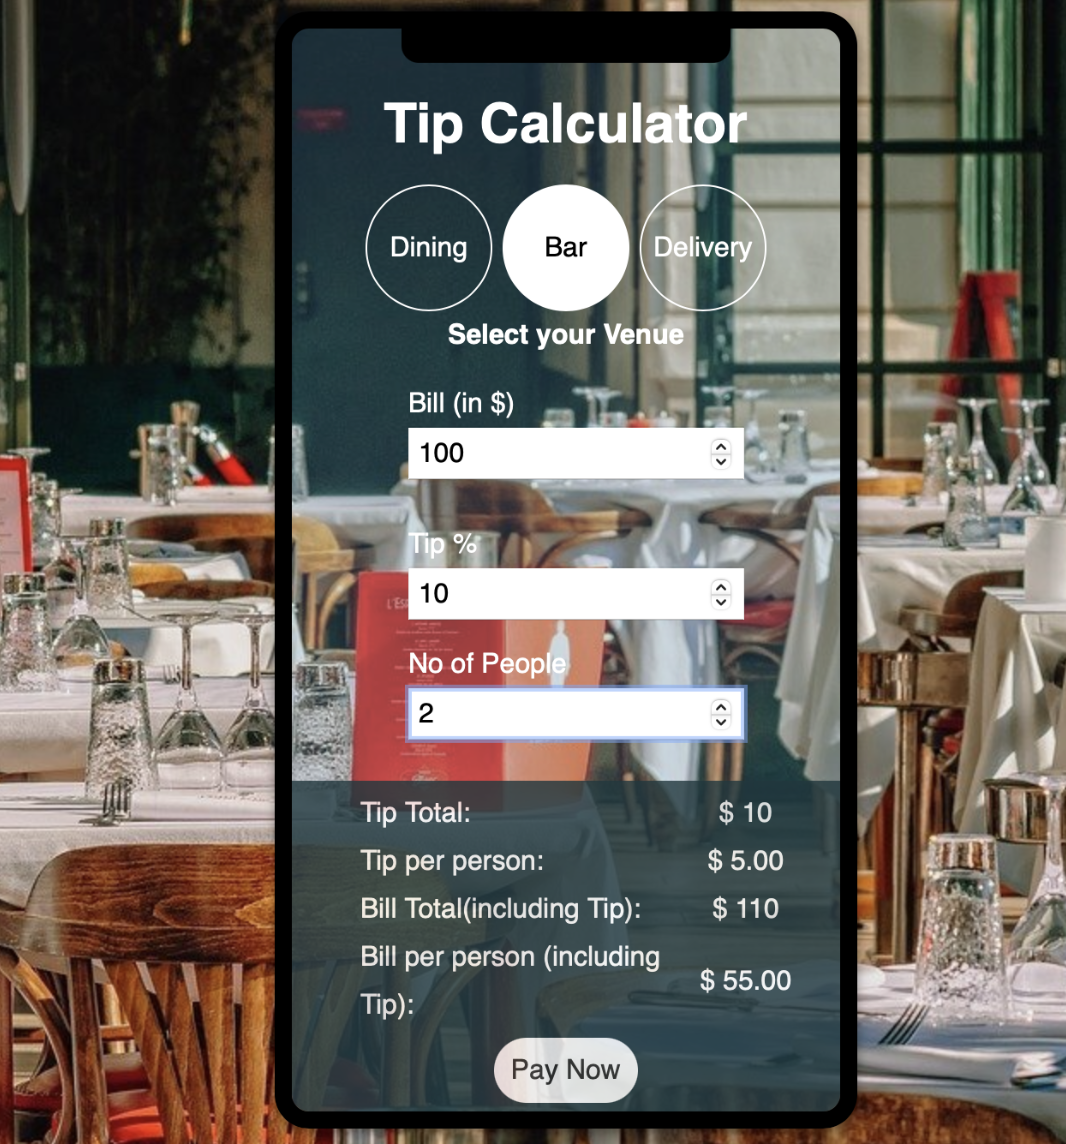 Tip Calculator
Dining Bar Delivery
Select your Venue
Bill (in $)
100
Tip %
10
No of People
2
Tip Total: $ 10
Tip per person: $ 5.00
Bill Total(including Tip): $ 110
Bill per person (including
Tip): $ 55.00
Pay Now